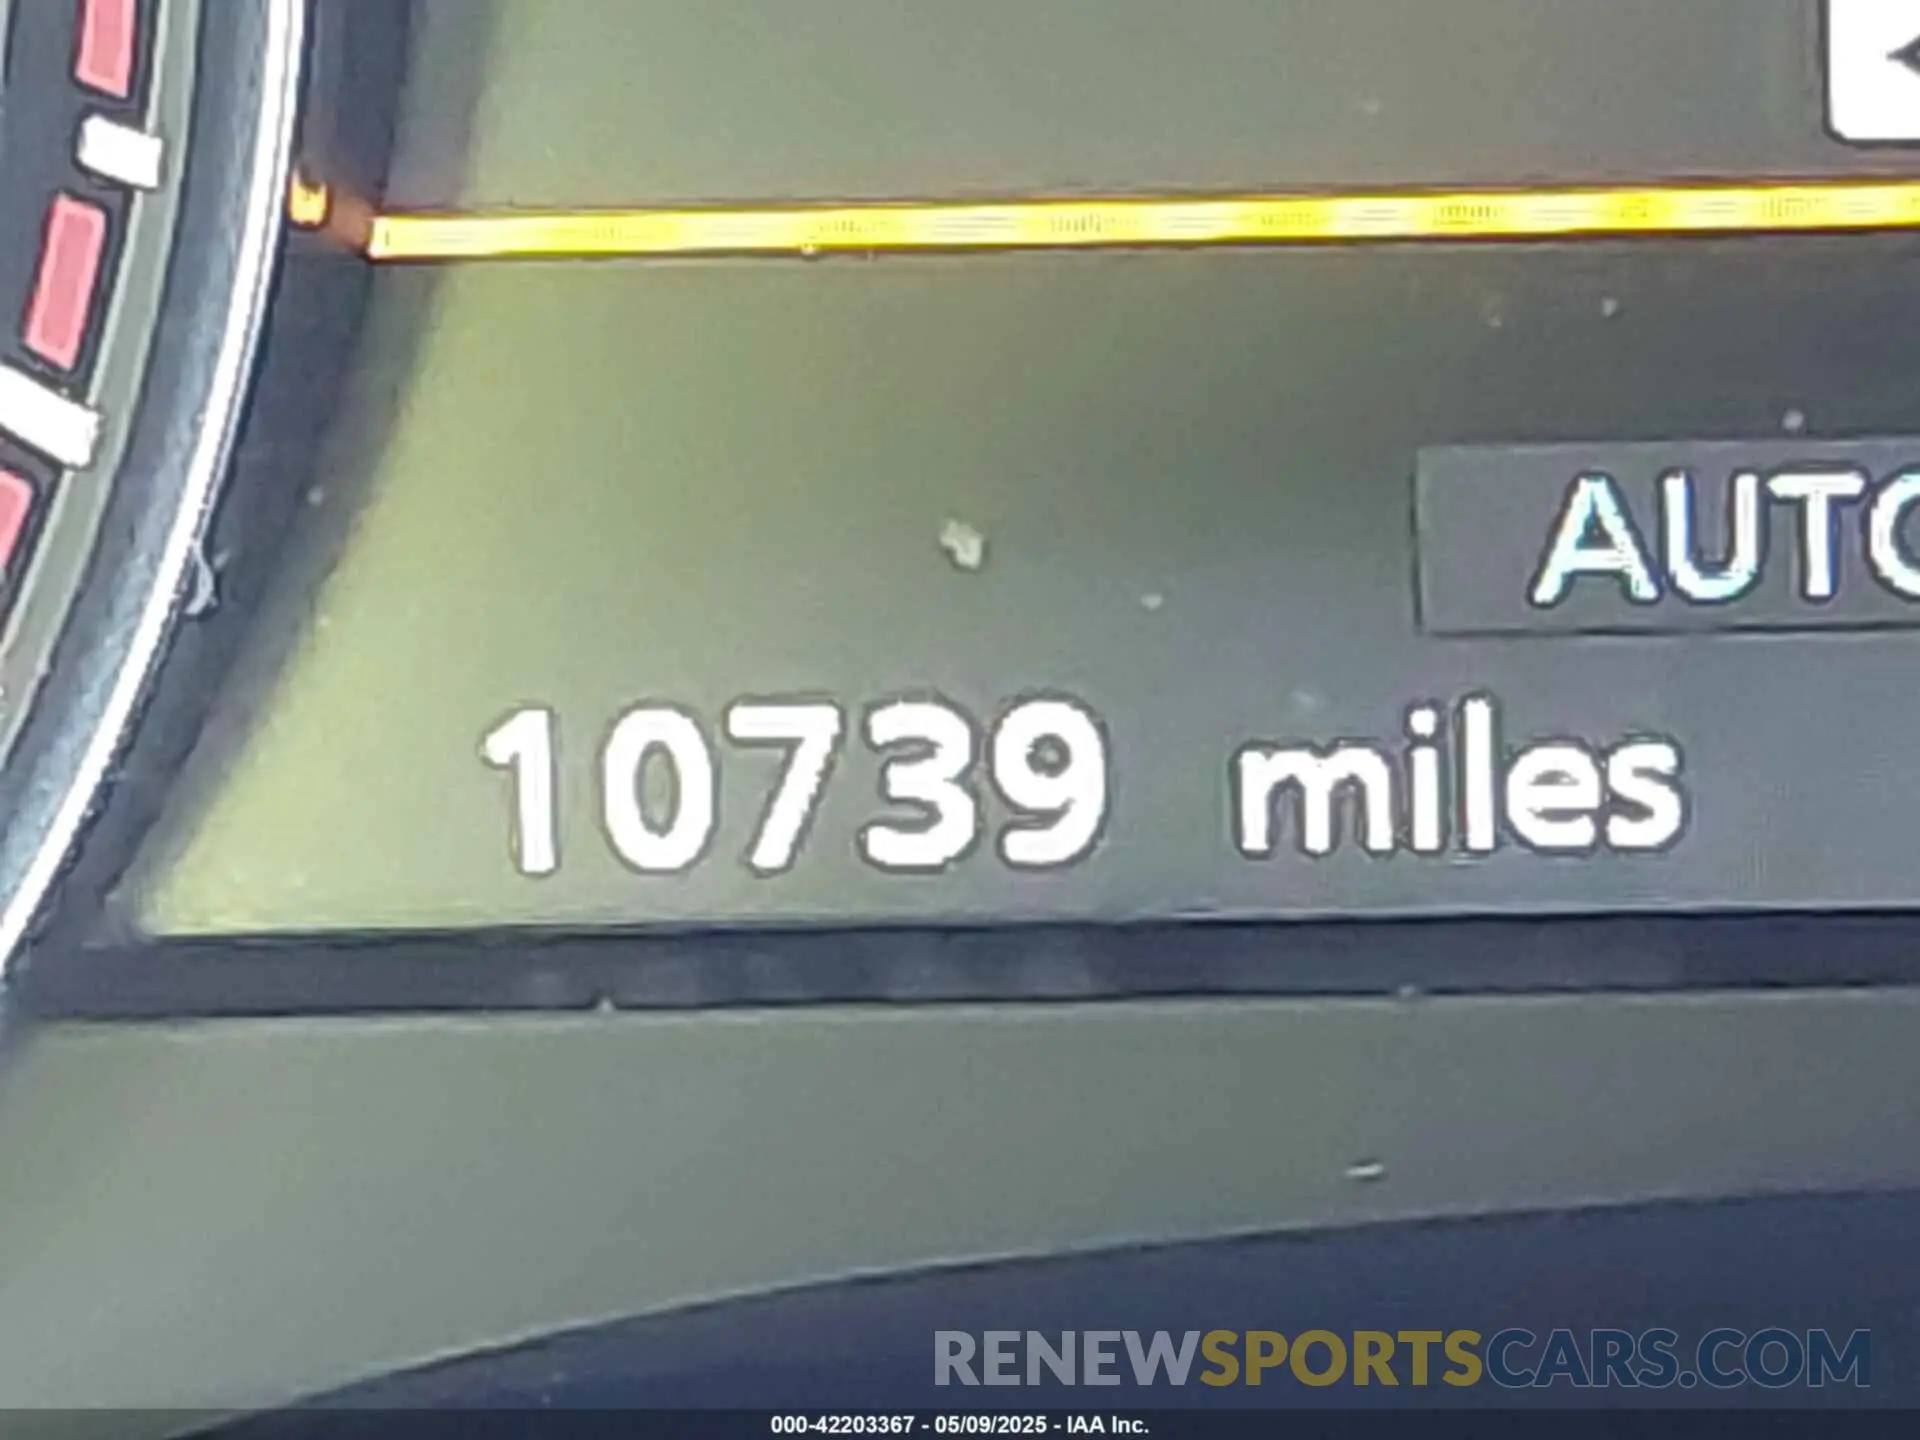 AUTO
10739 miles
RENEWSPORTSCARS.COM
000-42203367 - 05/09/2025 - IAA Inc.